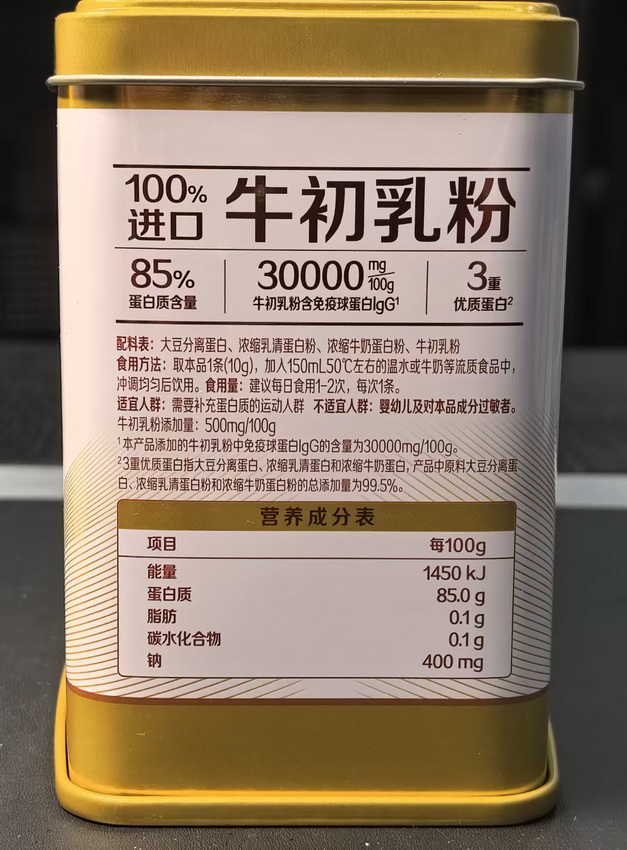 100%
进口
牛初乳粉
85%
蛋白质含量
30000mg/100g
牛初乳粉含免疫球蛋白IgG¹
3重
优质蛋白²
配料表：大豆分离蛋白、浓缩乳清蛋白粉、浓缩牛奶蛋白粉、牛初乳粉
食用方法：取本品1条(10g)，加入150mL50℃左右的温水或牛奶等流质食品中，
冲调均匀后饮用。食用量：建议每日食用1-2次，每次1条。
适宜人群：需要补充蛋白质的运动人群 不适宜人群：婴幼儿及对本品成分过敏者。
牛初乳粉添加量：500mg/100g
¹本产品添加的牛初乳粉中免疫球蛋白IgG的含量为30000mg/100g。
²3重优质蛋白指大豆分离蛋白、浓缩乳清蛋白和浓缩牛奶蛋白，产品中原料大豆分离蛋
白、浓缩乳清蛋白粉和浓缩牛奶蛋白粉的总添加量为99.5%。
营养成分表
项目 每100g
能量 1450 kJ
蛋白质 85.0 g
脂肪 0.1 g
碳水化合物 0.1 g
钠 400 mg